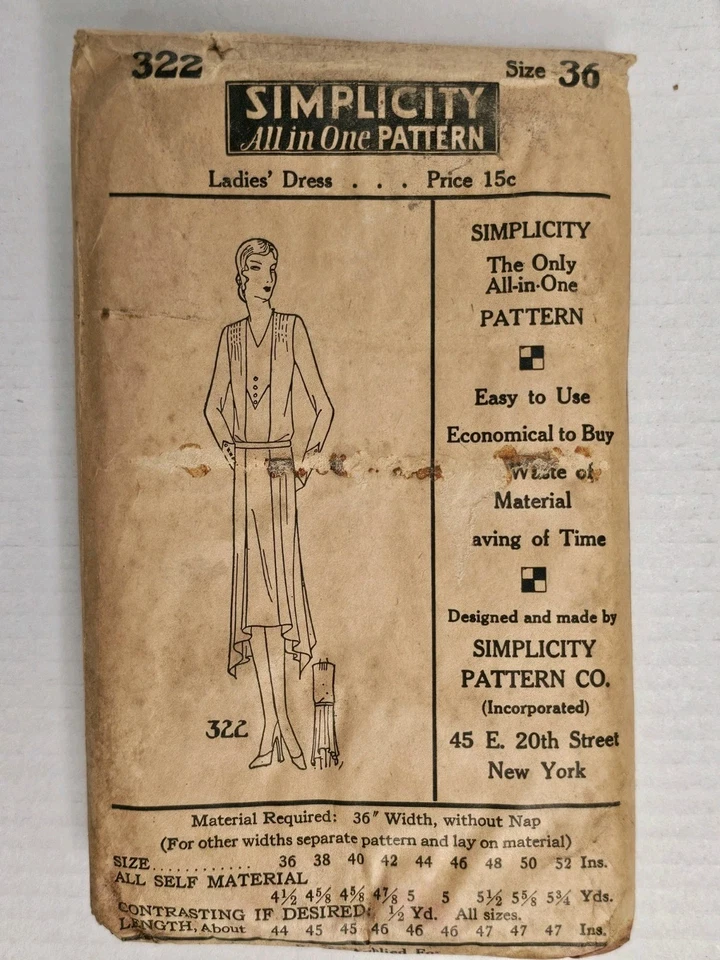 322 Size 36
SIMPLICITY
All in One PATTERN
Ladies' Dress . . . Price 15c
322
SIMPLICITY
The Only
All-in-One
PATTERN
Easy to Use
Economical to Buy
Waste of
Material
aving of Time
Designed and made by
SIMPLICITY
PATTERN CO.
(Incorporated)
45 E. 20th Street
New York
Material Required: 36" Width, without Nap
(For other widths separate pattern and lay on material)
SIZE............ 36 38 40 42 44 46 48 50 52 Ins.
ALL SELF MATERIAL
4½ 4⅝ 4⅝ 4⅞ 5 5 5½ 5⅝ 5¾ Yds.
CONTRASTING IF DESIRED: ½ Yd. All sizes.
LENGTH, About 44 45 45 46 46 46 47 47 47 Ins.